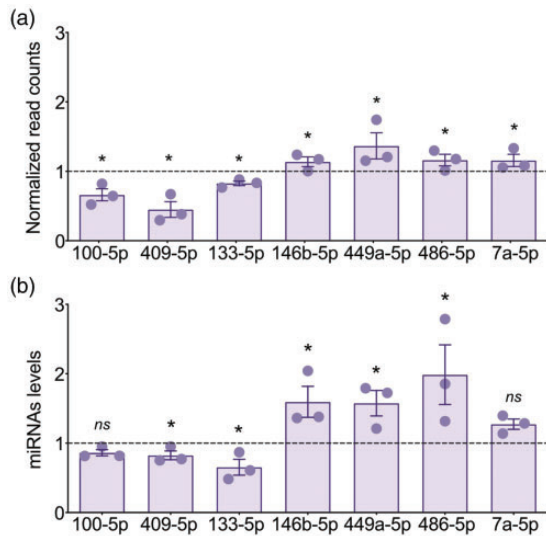 (a)
Normalized read counts
3
2
1
0
* * * * * * *
100-5p 409-5p 133-5p 146b-5p 449a-5p 486-5p 7a-5p
(b)
miRNAs levels
3
2
1
0
ns * * * * * ns
100-5p 409-5p 133-5p 146b-5p 449a-5p 486-5p 7a-5p